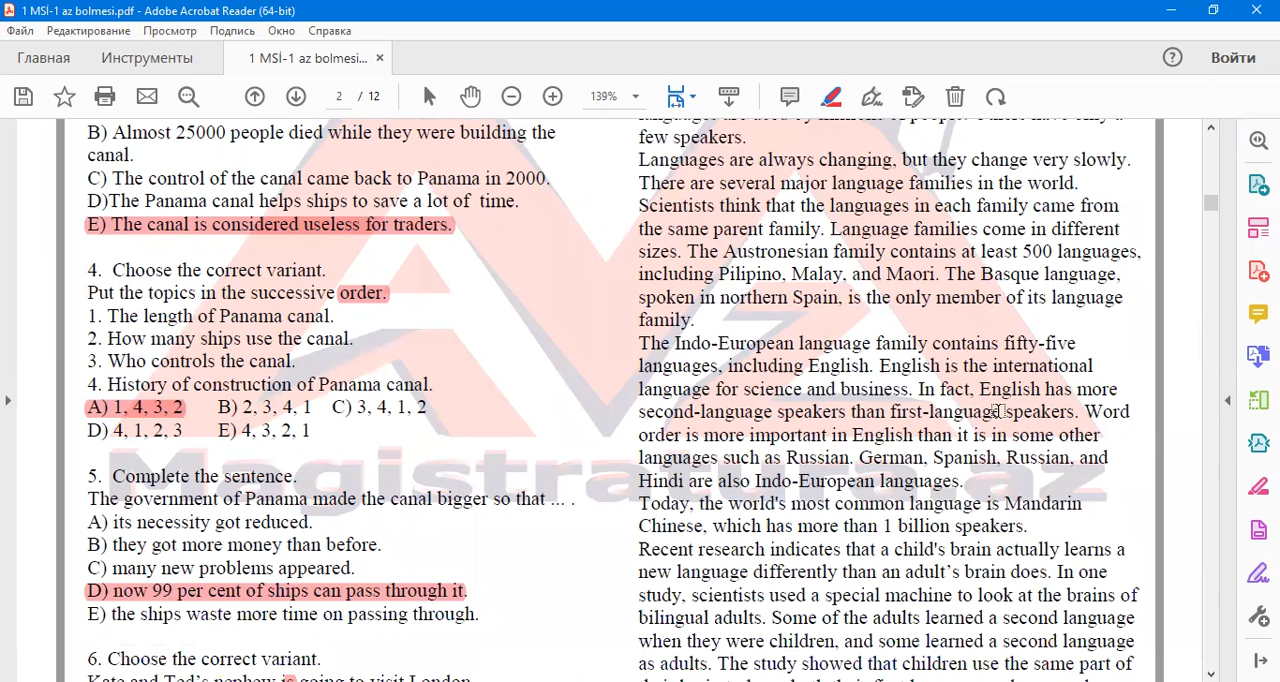 1 MSİ-1 az bolmesi.pdf - Adobe Acrobat Reader (64-bit)
Файл Редактирование Просмотр Подпись Окно Справка
Главная Инструменты 1 MSİ-1 az bolmesi... × Войти
2 / 12 139%
B) Almost 25000 people died while they were building the
canal.
C) The control of the canal came back to Panama in 2000.
D)The Panama canal helps ships to save a lot of time.
E) The canal is considered useless for traders.
4. Choose the correct variant.
Put the topics in the successive order.
1. The length of Panama canal.
2. How many ships use the canal.
3. Who controls the canal.
4. History of construction of Panama canal.
A) 1, 4, 3, 2 B) 2, 3, 4, 1 C) 3, 4, 1, 2
D) 4, 1, 2, 3 E) 4, 3, 2, 1
5. Complete the sentence.
The government of Panama made the canal bigger so that ... .
A) its necessity got reduced.
B) they got more money than before.
C) many new problems appeared.
D) now 99 per cent of ships can pass through it.
E) the ships waste more time on passing through.
6. Choose the correct variant.
Kate and Ted's nephew is going to visit London
few speakers.
Languages are always changing, but they change very slowly.
There are several major language families in the world.
Scientists think that the languages in each family came from
the same parent family. Language families come in different
sizes. The Austronesian family contains at least 500 languages,
including Pilipino, Malay, and Maori. The Basque language,
spoken in northern Spain, is the only member of its language
family.
The Indo-European language family contains fifty-five
languages, including English. English is the international
language for science and business. In fact, English has more
second-language speakers than first-language speakers. Word
order is more important in English than it is in some other
languages such as Russian. German, Spanish, Russian, and
Hindi are also Indo-European languages.
Today, the world's most common language is Mandarin
Chinese, which has more than 1 billion speakers.
Recent research indicates that a child's brain actually learns a
new language differently than an adult's brain does. In one
study, scientists used a special machine to look at the brains of
bilingual adults. Some of the adults learned a second language
when they were children, and some learned a second language
as adults. The study showed that children use the same part of
Magistratura.az